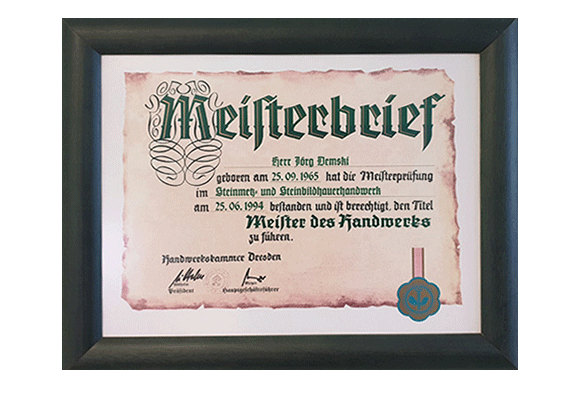 Meisterbrief
Herr Jörg Demski
geboren am 25.09.1965 hat die Meisterprüfung
im Steinmetz- und Steinbildhauerhandwerk
am 25.06.1994 bestanden und ist berechtigt, den Titel
Meister des Handwerks
zu führen.
Handwerkskammer Dresden
Präsident Hauptgeschäftsführer